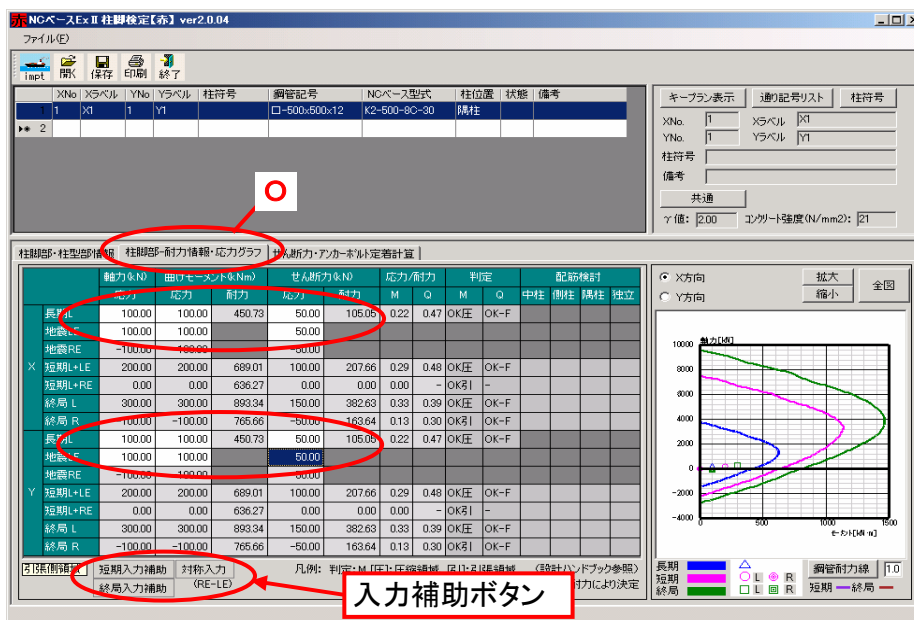 赤 NCベースExⅡ 柱脚検定【赤】 ver2.0.04
ファイル(F)
impt 開く 保存 印刷 終了
XNo Xラベル YNo Yラベル 柱符号 鋼管記号 NCベース型式 柱位置 状態 備考
1 1 X1 1 Y1 ロ-500x500x12 K2-500-8C-30 隅柱
2
キープラン表示 通り記号リスト 柱符号
XNo. 1 Xラベル X1
YNo. 1 Yラベル Y1
柱符号
備考
共通
γ値: 2.00 コンクリート強度(N/mm2): 21
O
柱脚部・柱型部情報 柱脚部-耐力情報・応力グラフ せん断力・アンカーボルト定着計算
軸力(kN) 曲げモーメント(kNm) せん断力(kN) 応力/耐力 判定 配筋検討
応力 応力 耐力 応力 耐力 M Q M Q 中柱 側柱 隅柱 独立
X
長期L 100.00 100.00 450.73 50.00 105.05 0.22 0.47 OK圧 OK-F
地震LE 100.00 100.00 50.00
地震RE -100.00 -100.00 -50.00
短期L+LE 200.00 200.00 689.01 100.00 207.66 0.29 0.48 OK圧 OK-F
短期L+RE 0.00 0.00 636.27 0.00 0.00 0.00 - OK引 -
終局 L 300.00 300.00 893.34 150.00 382.63 0.33 0.39 OK圧 OK-F
終局 R -100.00 -100.00 765.66 -50.00 163.64 0.13 0.30 OK引 OK-F
Y
長期L 100.00 100.00 450.73 50.00 105.05 0.22 0.47 OK圧 OK-F
地震LE 100.00 100.00 50.00
地震RE -100.00 -100.00 -50.00
短期L+LE 200.00 200.00 689.01 100.00 207.66 0.29 0.48 OK圧 OK-F
短期L+RE 0.00 0.00 636.27 0.00 0.00 0.00 - OK引 -
終局 L 300.00 300.00 893.34 150.00 382.63 0.33 0.39 OK圧 OK-F
終局 R -100.00 -100.00 765.66 -50.00 163.64 0.13 0.30 OK引 OK-F
引張側領域 短期入力補助 対称入力 凡例: 判定・M [圧]:圧縮領域 [引]:引張領域 (設計ハンドブック参照)
終局入力補助 (RE-LE) 耐力により決定
入力補助ボタン
X方向 拡大 全図
Y方向 縮小
軸力[kN]
10000
8000
6000
4000
2000
0
-2000
-4000
0 500 1000 1500
モーメント[kN・m]
長期 △ 鋼管耐力線 1.0
短期 ○ L ◎ R 短期 終局
終局 □ L 回 R